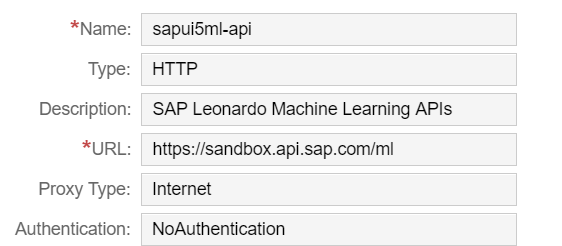 *Name: sapui5ml-api
Type: HTTP
Description: SAP Leonardo Machine Learning APIs
*URL: https://sandbox.api.sap.com/ml
Proxy Type: Internet
Authentication: NoAuthentication